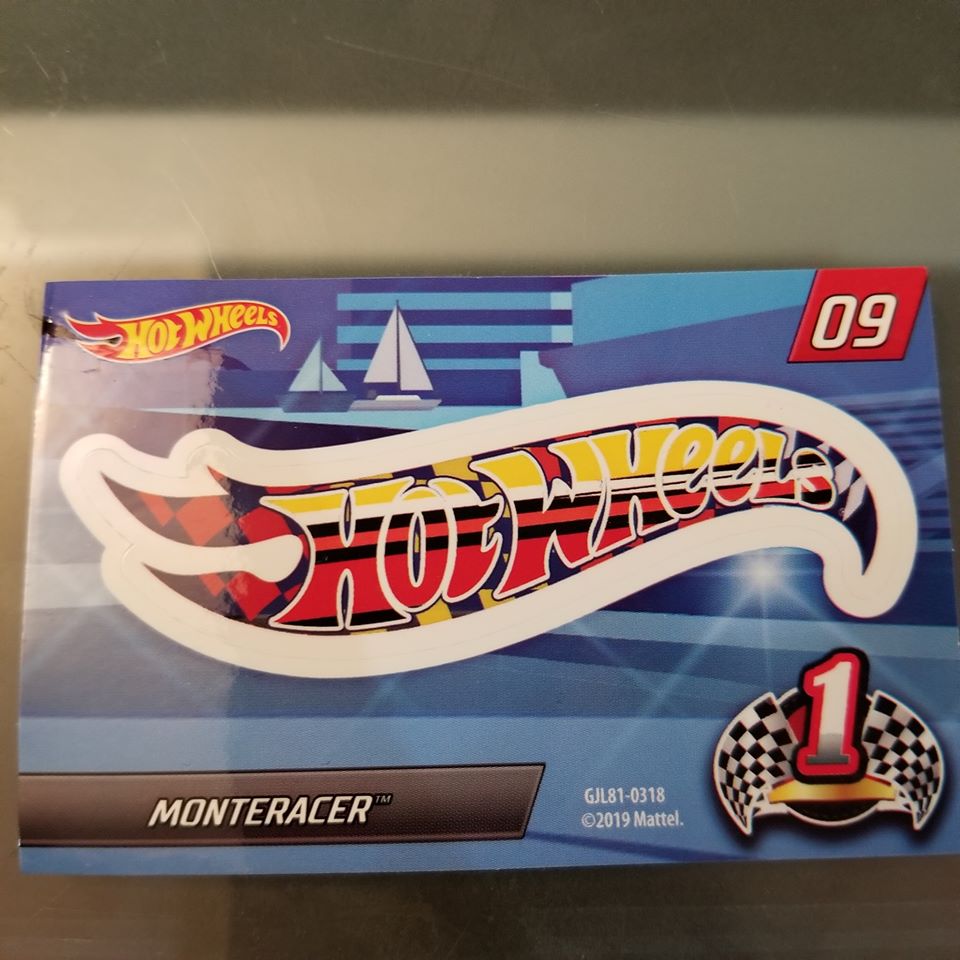 HOT WHEELS
09
HOT WHEELS
1
MONTERACER™
GJL81-0318
©2019 Mattel.